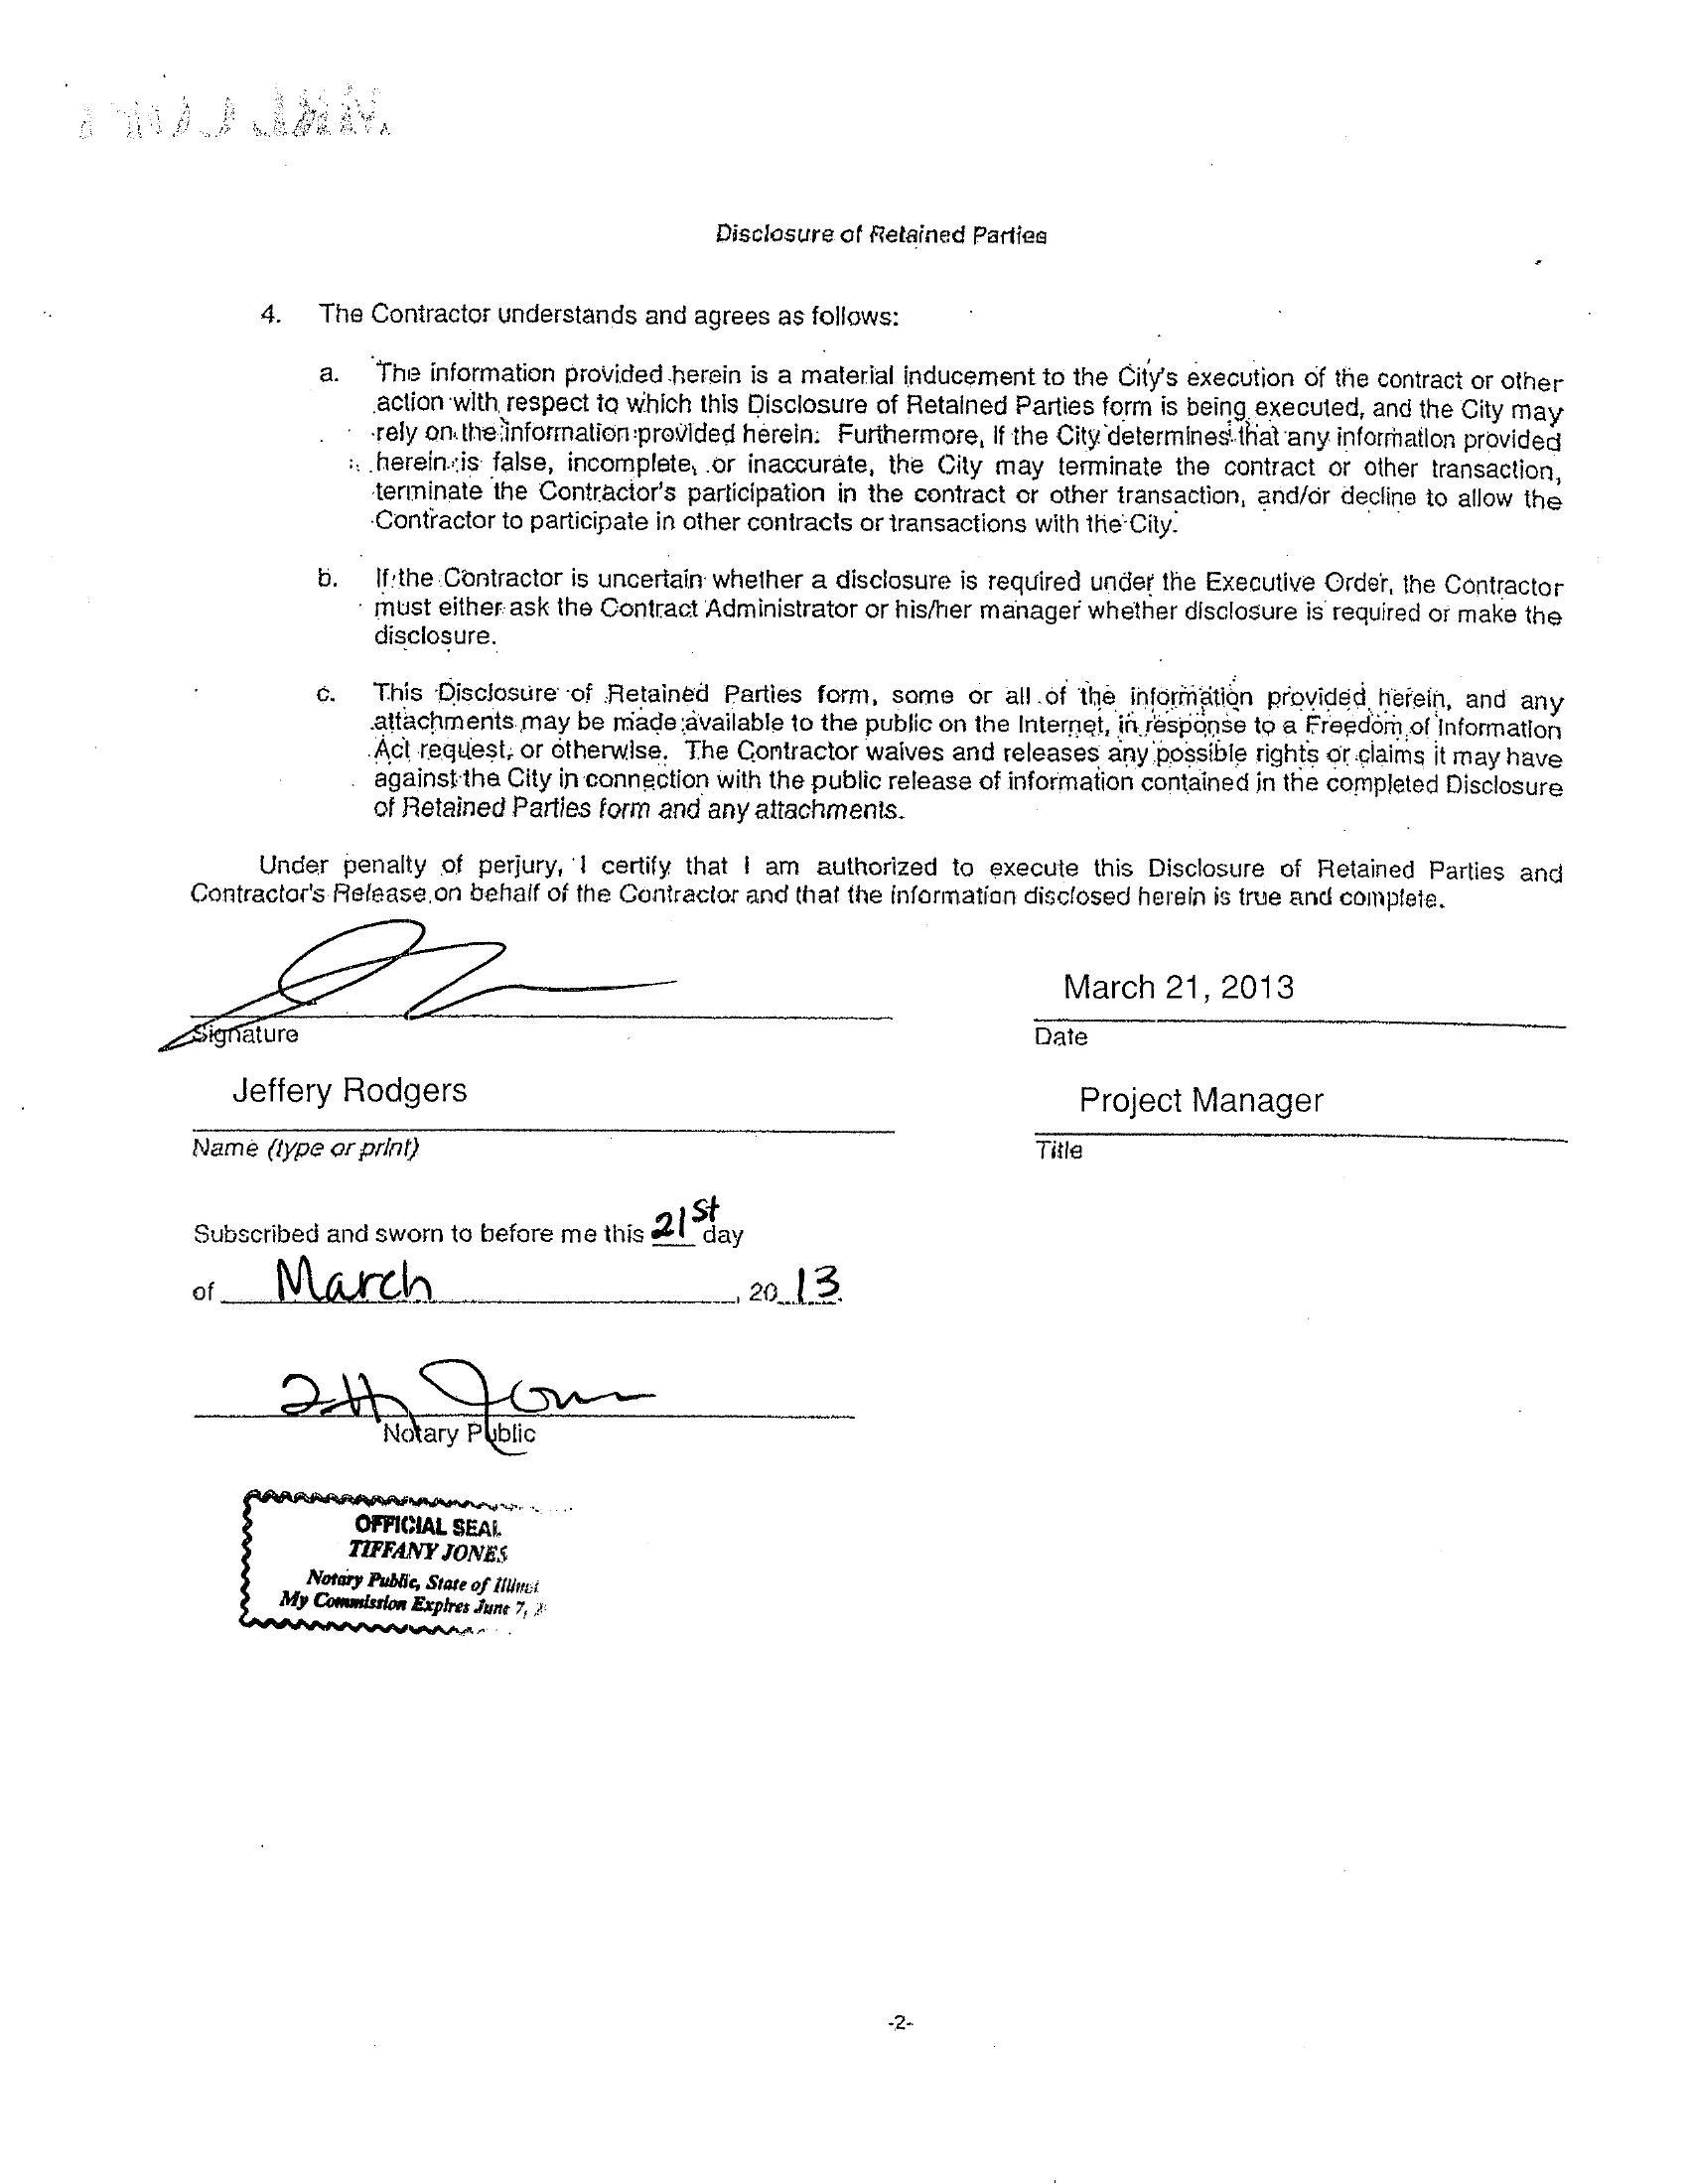 Disclosure of Retained Parties
4. The Contractor understands and agrees as follows:
a. The information provided herein is a material inducement to the City's execution of the contract or other
action with respect to which this Disclosure of Retained Parties form is being executed, and the City may
rely on the information provided herein. Furthermore, if the City determines that any information provided
herein is false, incomplete, or inaccurate, the City may terminate the contract or other transaction,
terminate the Contractor's participation in the contract or other transaction, and/or decline to allow the
Contractor to participate in other contracts or transactions with the City.
b. If the Contractor is uncertain whether a disclosure is required under the Executive Order, the Contractor
must either ask the Contract Administrator or his/her manager whether disclosure is required or make the
disclosure.
c. This Disclosure of Retained Parties form, some or all of the information provided herein, and any
attachments may be made available to the public on the Internet, in response to a Freedom of Information
Act request, or otherwise. The Contractor waives and releases any possible rights or claims it may have
against the City in connection with the public release of information contained in the completed Disclosure
of Retained Parties form and any attachments.
Under penalty of perjury, I certify that I am authorized to execute this Disclosure of Retained Parties and
Contractor's Release on behalf of the Contractor and that the information disclosed herein is true and complete.
March 21, 2013
Signature Date
Jeffery Rodgers Project Manager
Name (type or print) Title
Subscribed and sworn to before me this 21st day
of March, 20 13
Notary Public
OFFICIAL SEAL
TIFFANY JONES
Notary Public, State of
My Commission Expires June 7,
-2-